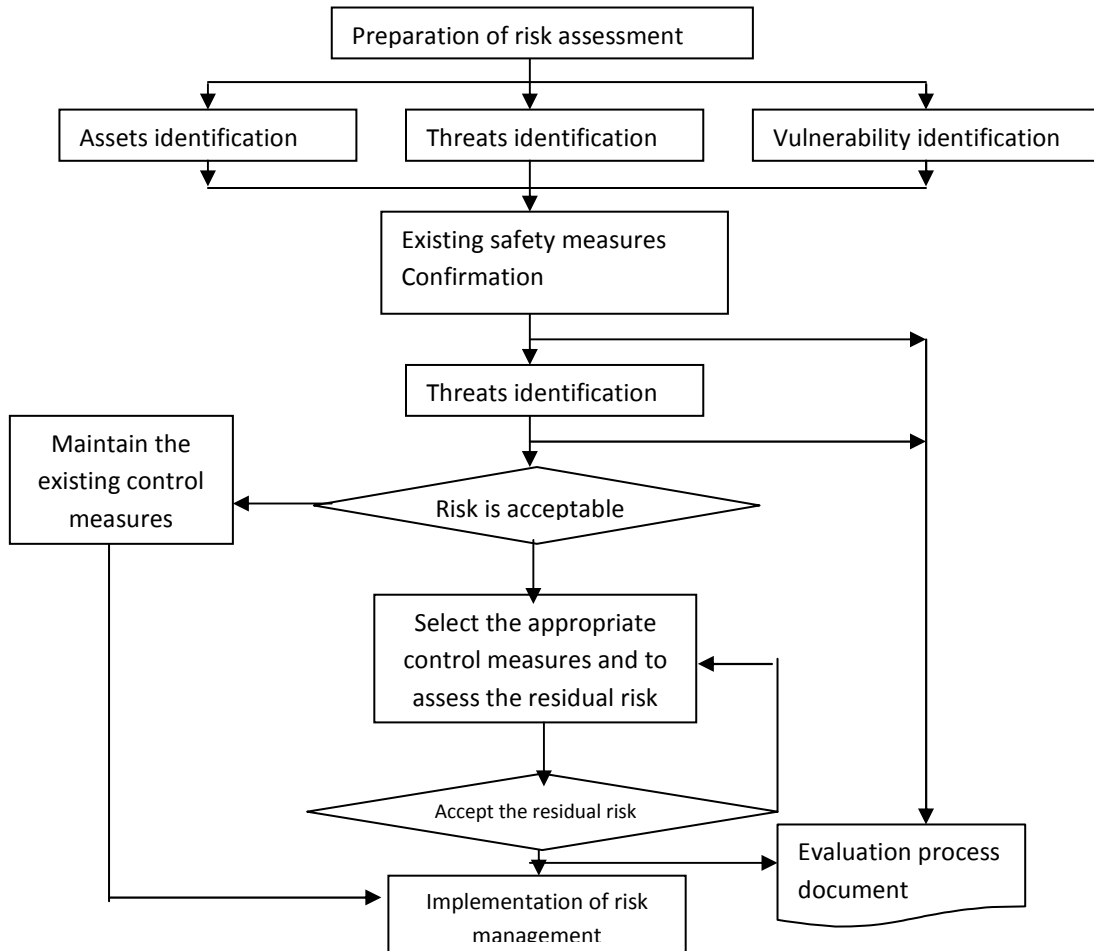 Preparation of risk assessment
Assets identification
Threats identification
Vulnerability identification
Existing safety measures
Confirmation
Threats identification
Maintain the
existing control
measures
Risk is acceptable
Select the appropriate
control measures and to
assess the residual risk
Accept the residual risk
Evaluation process
document
Implementation of risk
management